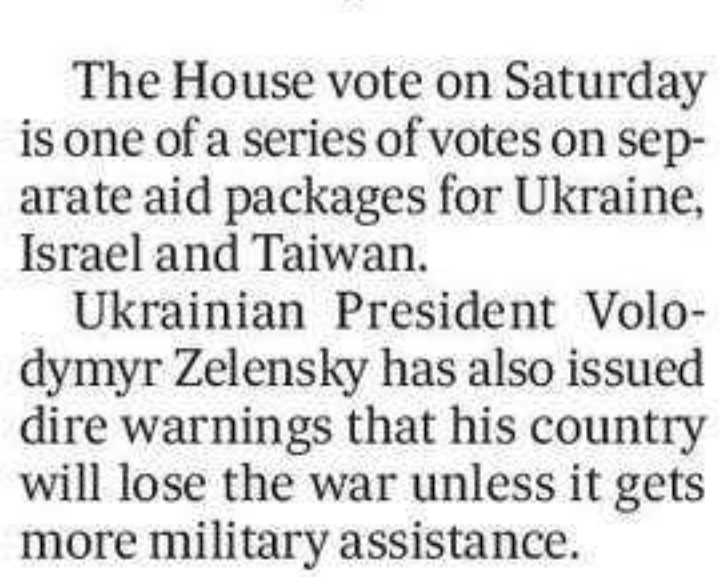 The House vote on Saturday
is one of a series of votes on sep-
arate aid packages for Ukraine,
Israel and Taiwan.
Ukrainian President Volo-
dymyr Zelensky has also issued
dire warnings that his country
will lose the war unless it gets
more military assistance.